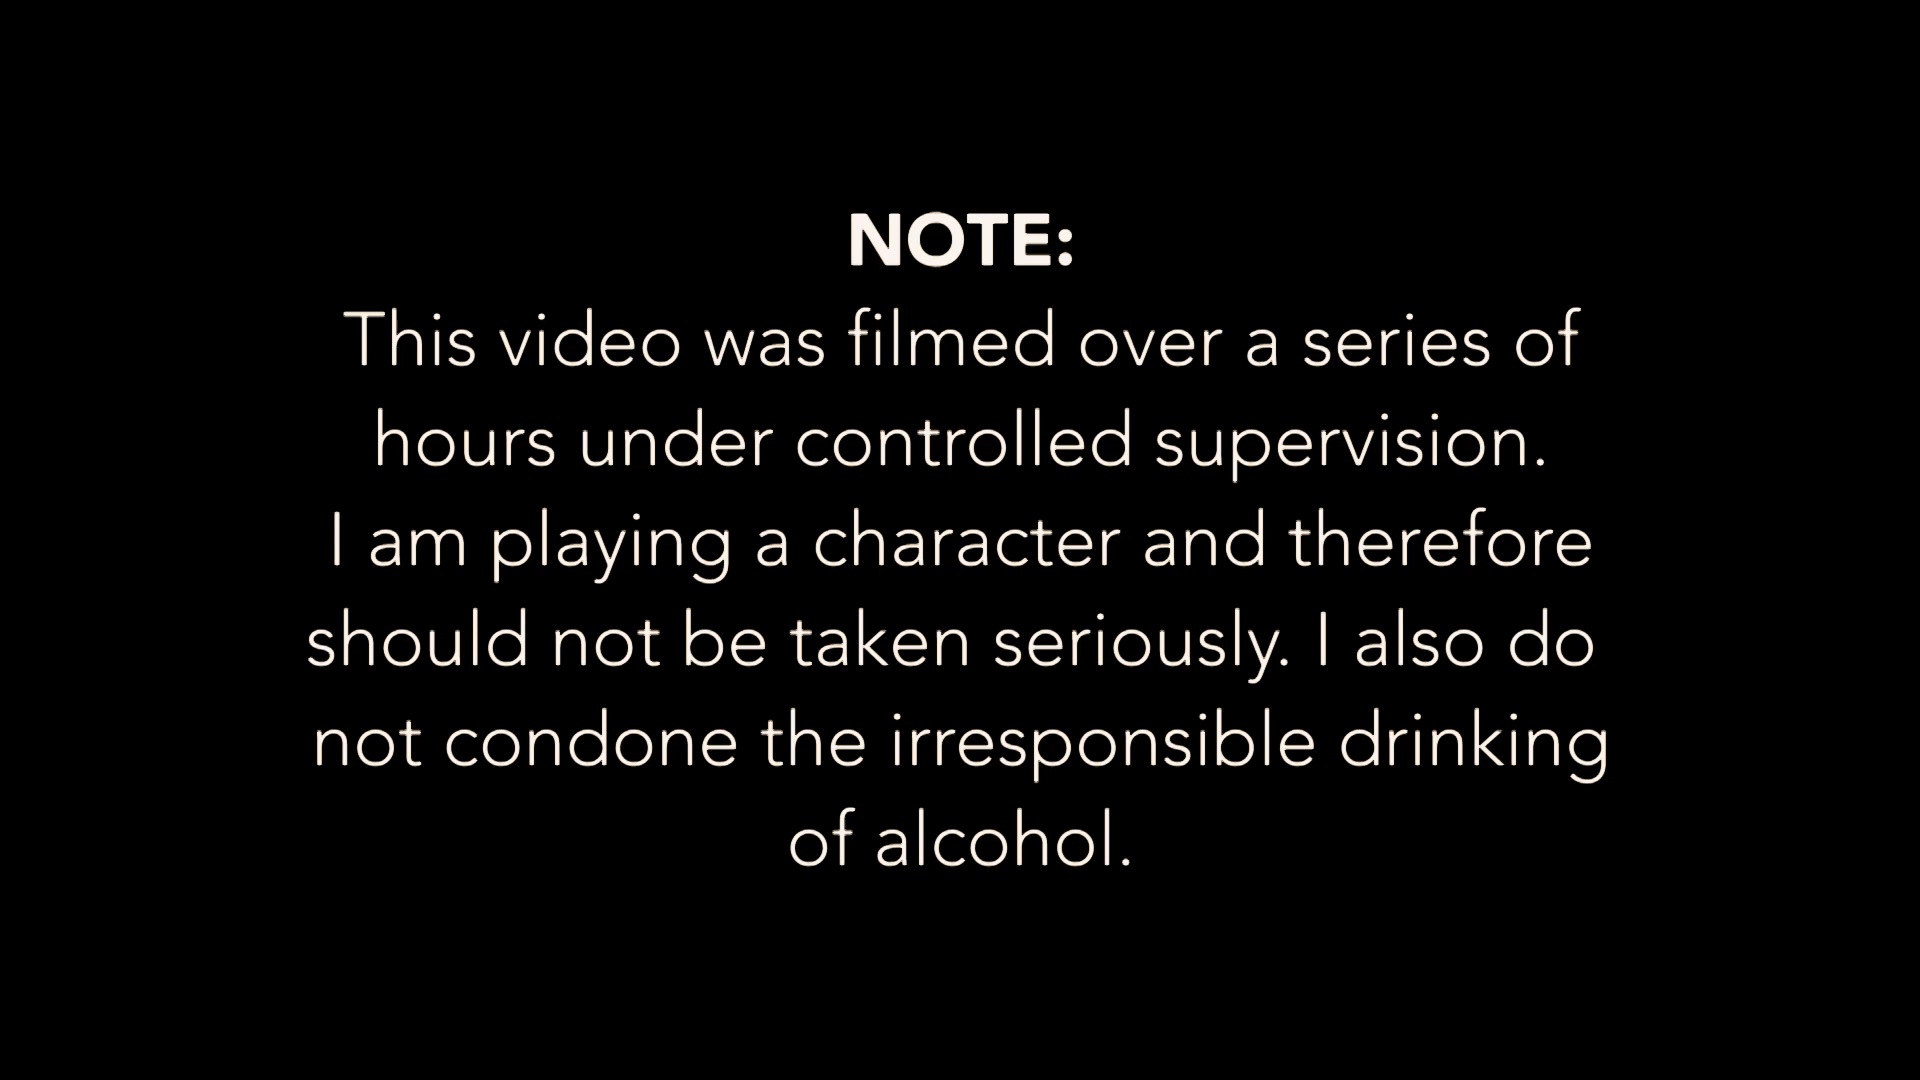 NOTE:
This video was filmed over a series of
hours under controlled supervision.
I am playing a character and therefore
should not be taken seriously. I also do
not condone the irresponsible drinking
of alcohol.